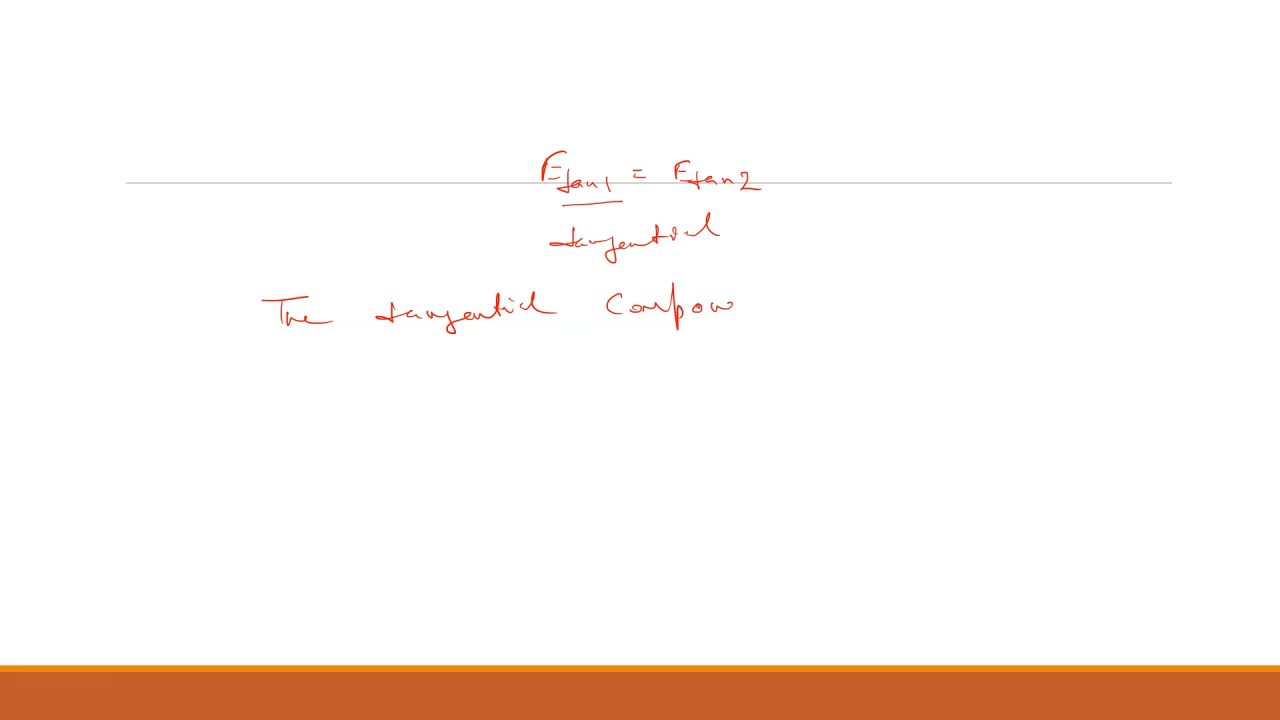 Etan1 = Etan2
tangential
The tangential Compon